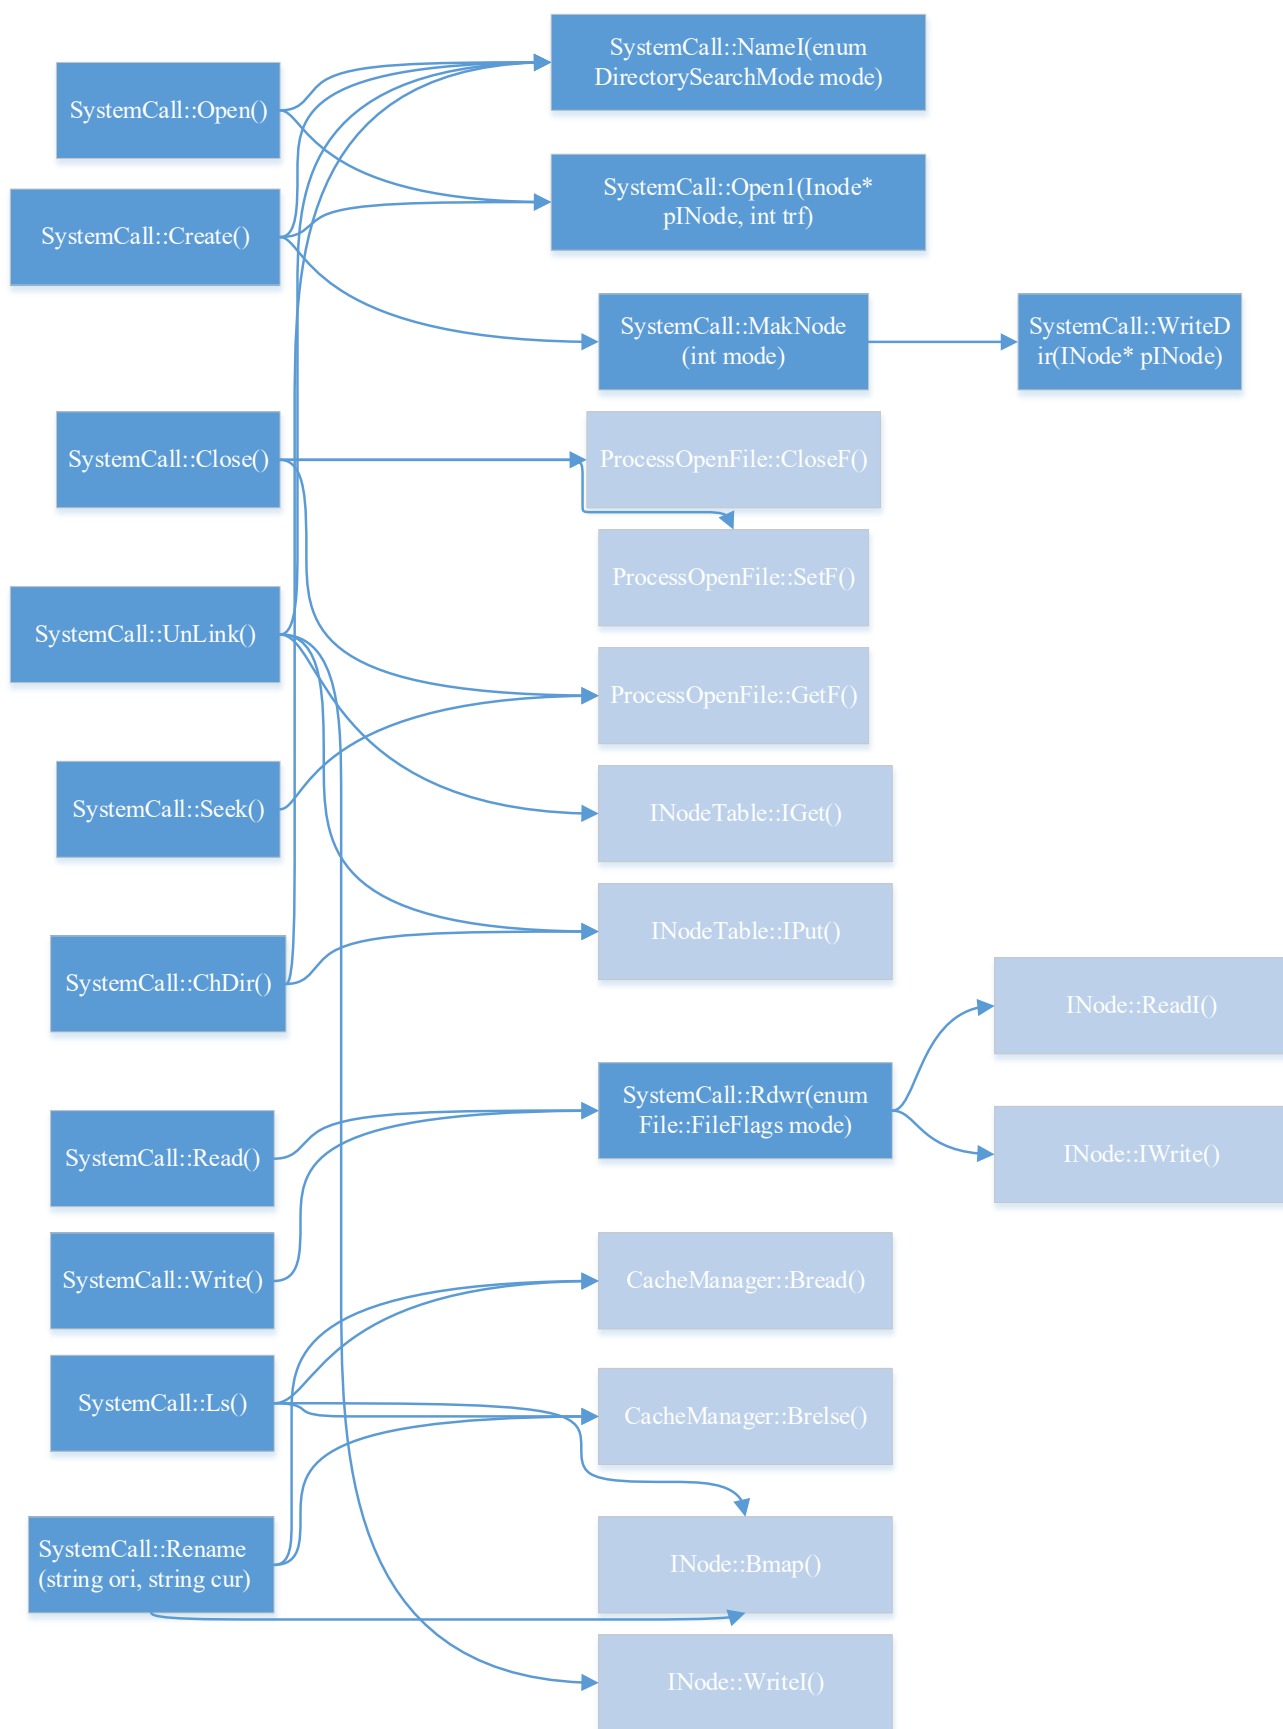 SystemCall::NameI(enum
DirectorySearchMode mode)
SystemCall::Open()
SystemCall::Open1(Inode*
pINode, int trf)
SystemCall::Create()
SystemCall::MakNode
(int mode)
SystemCall::WriteD
ir(INode* pINode)
SystemCall::Close()
ProcessOpenFile::CloseF()
ProcessOpenFile::SetF()
SystemCall::UnLink()
ProcessOpenFile::GetF()
SystemCall::Seek()
INodeTable::IGet()
INodeTable::IPut()
SystemCall::ChDir()
INode::ReadI()
SystemCall::Rdwr(enum
File::FileFlags mode)
SystemCall::Read()
INode::IWrite()
SystemCall::Write()
CacheManager::Bread()
SystemCall::Ls()
CacheManager::Brelse()
SystemCall::Rename
(string ori, string cur)
INode::Bmap()
INode::WriteI()